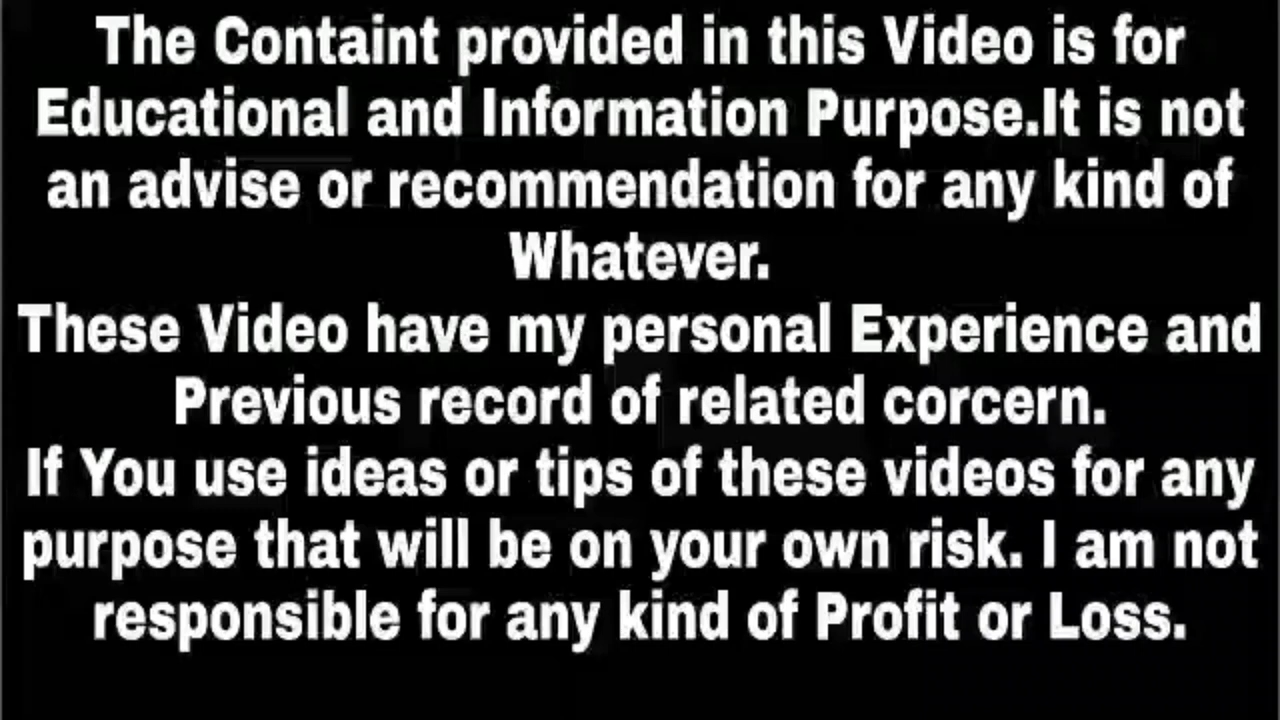 The Containt provided in this Video is for
Educational and Information Purpose.It is not
an advise or recommendation for any kind of
Whatever.
These Video have my personal Experience and
Previous record of related corcern.
If You use ideas or tips of these videos for any
purpose that will be on your own risk. I am not
responsible for any kind of Profit or Loss.